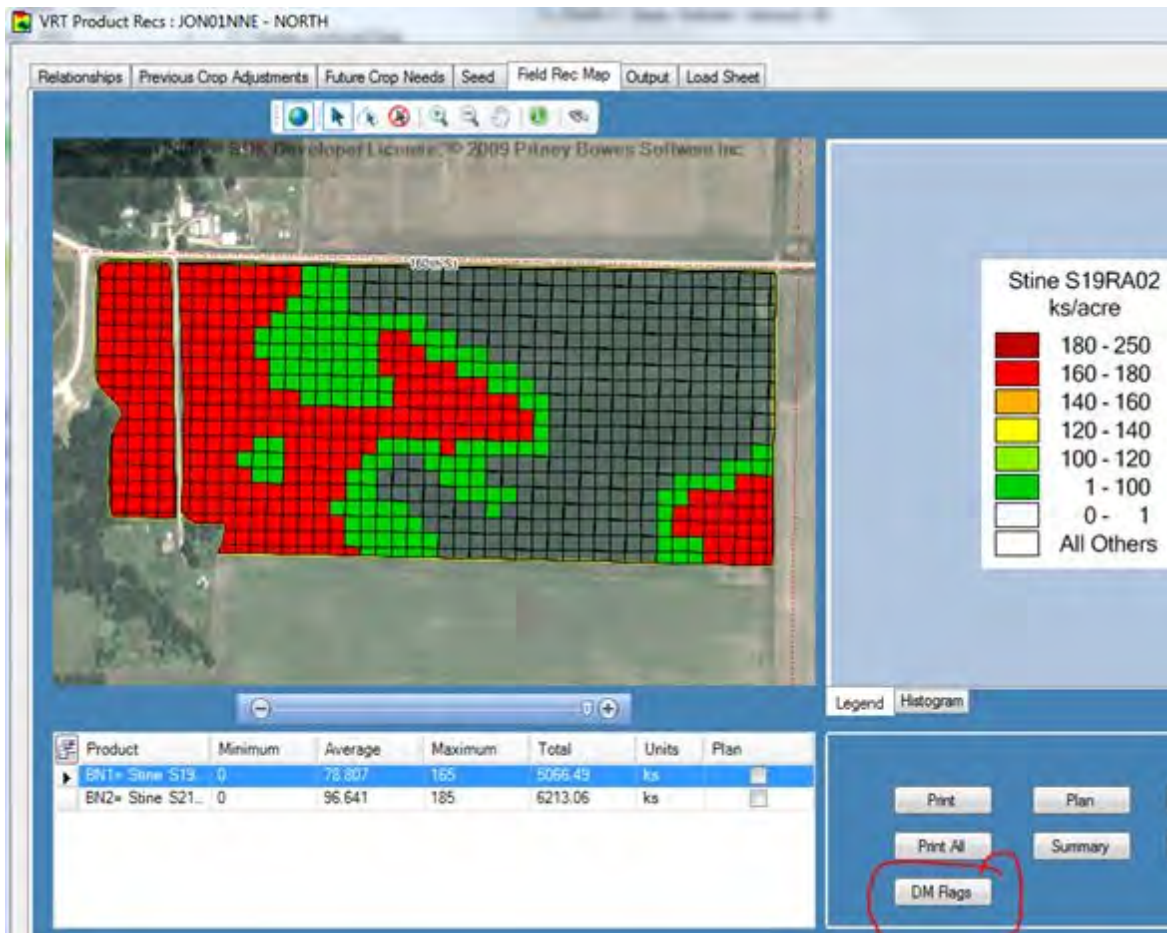 VRT Product Recs : JON01NNE - NORTH
Relationships Previous Crop Adjustments Future Crop Needs Seed Field Rec Map Output Load Sheet
SDK Developer License, © 2009 Pitney Bowes Software Inc.
160th St
Stine S19RA02
ks/acre
180 - 250
160 - 180
140 - 160
120 - 140
100 - 120
1 - 100
0 - 1
All Others
Legend Histogram
Product Minimum Average Maximum Total Units Plan
BN1= Stine S19... 0 78.807 165 5066.49 ks
BN2= Stine S21... 0 96.641 185 6213.06 ks
Print Plan
Print All Summary
DM Flags